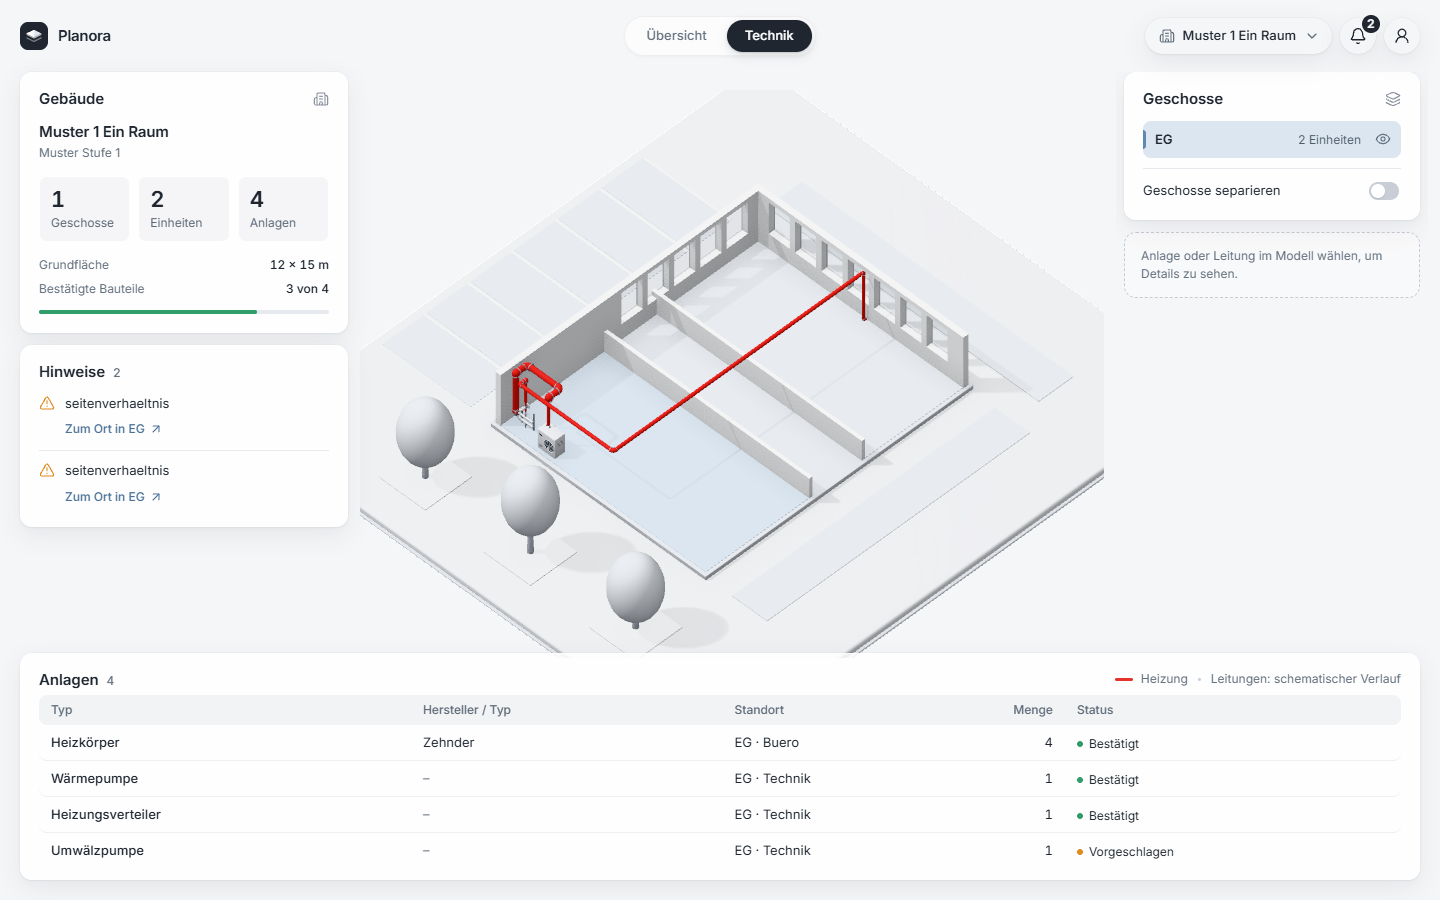 Planora
Übersicht
Technik
Muster 1 Ein Raum
2
Gebäude
Muster 1 Ein Raum
Muster Stufe 1
1
Geschosse
2
Einheiten
4
Anlagen
Grundfläche
12 × 15 m
Bestätigte Bauteile
3 von 4
Hinweise 2
seitenverhaeltnis
Zum Ort in EG
seitenverhaeltnis
Zum Ort in EG
Geschosse
EG
2 Einheiten
Geschosse separieren
Anlage oder Leitung im Modell wählen, um
Details zu sehen.
Anlagen 4
Heizung • Leitungen: schematischer Verlauf
Typ Hersteller / Typ Standort Menge Status
Heizkörper Zehnder EG · Buero 4 Bestätigt
Wärmepumpe – EG · Technik 1 Bestätigt
Heizungsverteiler – EG · Technik 1 Bestätigt
Umwälzpumpe – EG · Technik 1 Vorgeschlagen